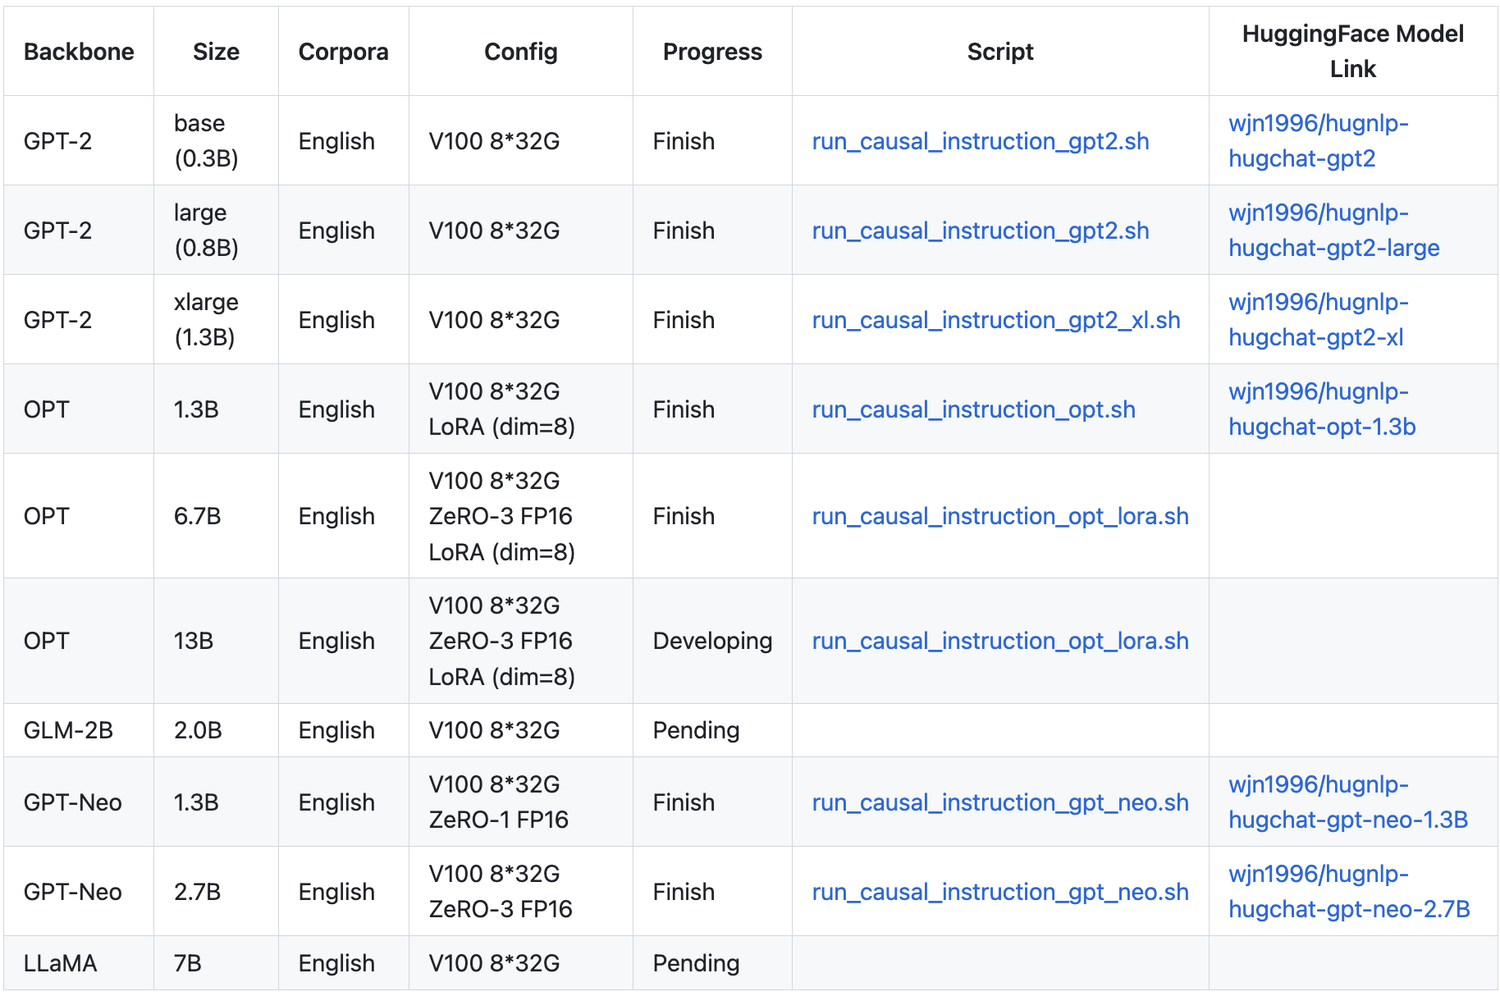 Backbone Size Corpora Config Progress Script HuggingFace Model
Link
GPT-2 base
(0.3B) English V100 8*32G Finish run_causal_instruction_gpt2.sh wjn1996/hugnlp-
hugchat-gpt2
GPT-2 large
(0.8B) English V100 8*32G Finish run_causal_instruction_gpt2.sh wjn1996/hugnlp-
hugchat-gpt2-large
GPT-2 xlarge
(1.3B) English V100 8*32G Finish run_causal_instruction_gpt2_xl.sh wjn1996/hugnlp-
hugchat-gpt2-xl
OPT 1.3B English V100 8*32G
LoRA (dim=8) Finish run_causal_instruction_opt.sh wjn1996/hugnlp-
hugchat-opt-1.3b
OPT 6.7B English V100 8*32G
ZeRO-3 FP16
LoRA (dim=8) Finish run_causal_instruction_opt_lora.sh
OPT 13B English V100 8*32G
ZeRO-3 FP16
LoRA (dim=8) Developing run_causal_instruction_opt_lora.sh
GLM-2B 2.0B English V100 8*32G Pending
GPT-Neo 1.3B English V100 8*32G
ZeRO-1 FP16 Finish run_causal_instruction_gpt_neo.sh wjn1996/hugnlp-
hugchat-gpt-neo-1.3B
GPT-Neo 2.7B English V100 8*32G
ZeRO-3 FP16 Finish run_causal_instruction_gpt_neo.sh wjn1996/hugnlp-
hugchat-gpt-neo-2.7B
LLaMA 7B English V100 8*32G Pending